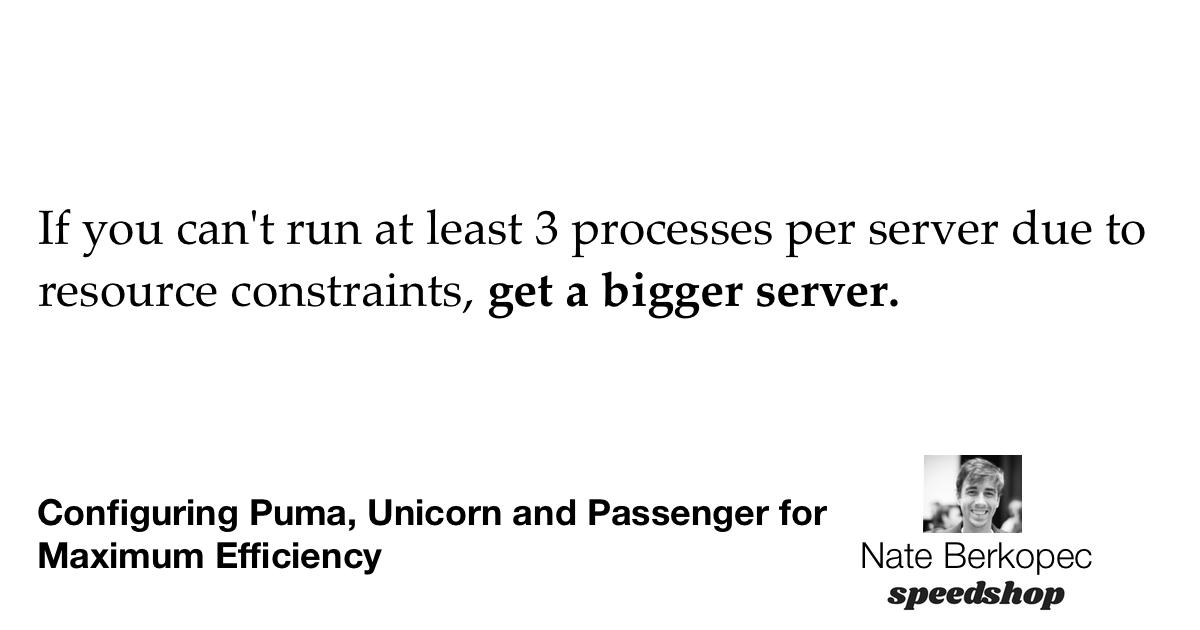 If you can't run at least 3 processes per server due to
resource constraints, get a bigger server.
Configuring Puma, Unicorn and Passenger for
Maximum Efficiency
Nate Berkopec
speedshop